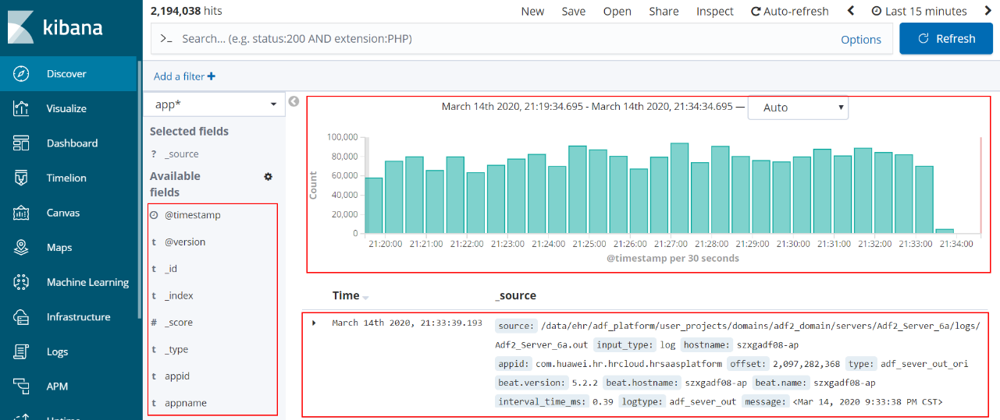 kibana
Discover
Visualize
Dashboard
Timelion
Canvas
Maps
Machine Learning
Infrastructure
Logs
APM
2,194,038 hits
New Save Open Share Inspect Auto-refresh Last 15 minutes
>_ Search... (e.g. status:200 AND extension:PHP) Options Refresh
Add a filter +
app*
Selected fields
? _source
Available
fields
@timestamp
t @version
t _id
t _index
# _score
t _type
t appid
t appname
March 14th 2020, 21:19:34.695 - March 14th 2020, 21:34:34.695 — Auto
Count
100,000
80,000
60,000
40,000
20,000
0
21:20:00 21:21:00 21:22:00 21:23:00 21:24:00 21:25:00 21:26:00 21:27:00 21:28:00 21:29:00 21:30:00 21:31:00 21:32:00 21:33:00 21:34:00
@timestamp per 30 seconds
Time _source
March 14th 2020, 21:33:39.193 source: /data/ehr/adf_platform/user_projects/domains/adf2_domain/servers/Adf2_Server_6a/logs/
Adf2_Server_6a.out input_type: log hostname: szxgadf08-ap
appid: com.huawei.hr.hrcloud.hrsaasplatform offset: 2,097,282,368 type: adf_sever_out_ori
beat.version: 5.2.2 beat.hostname: szxgadf08-ap beat.name: szxgadf08-ap
interval_time_ms: 0.39 logtype: adf_sever_out message: <Mar 14, 2020 9:33:38 PM CST>